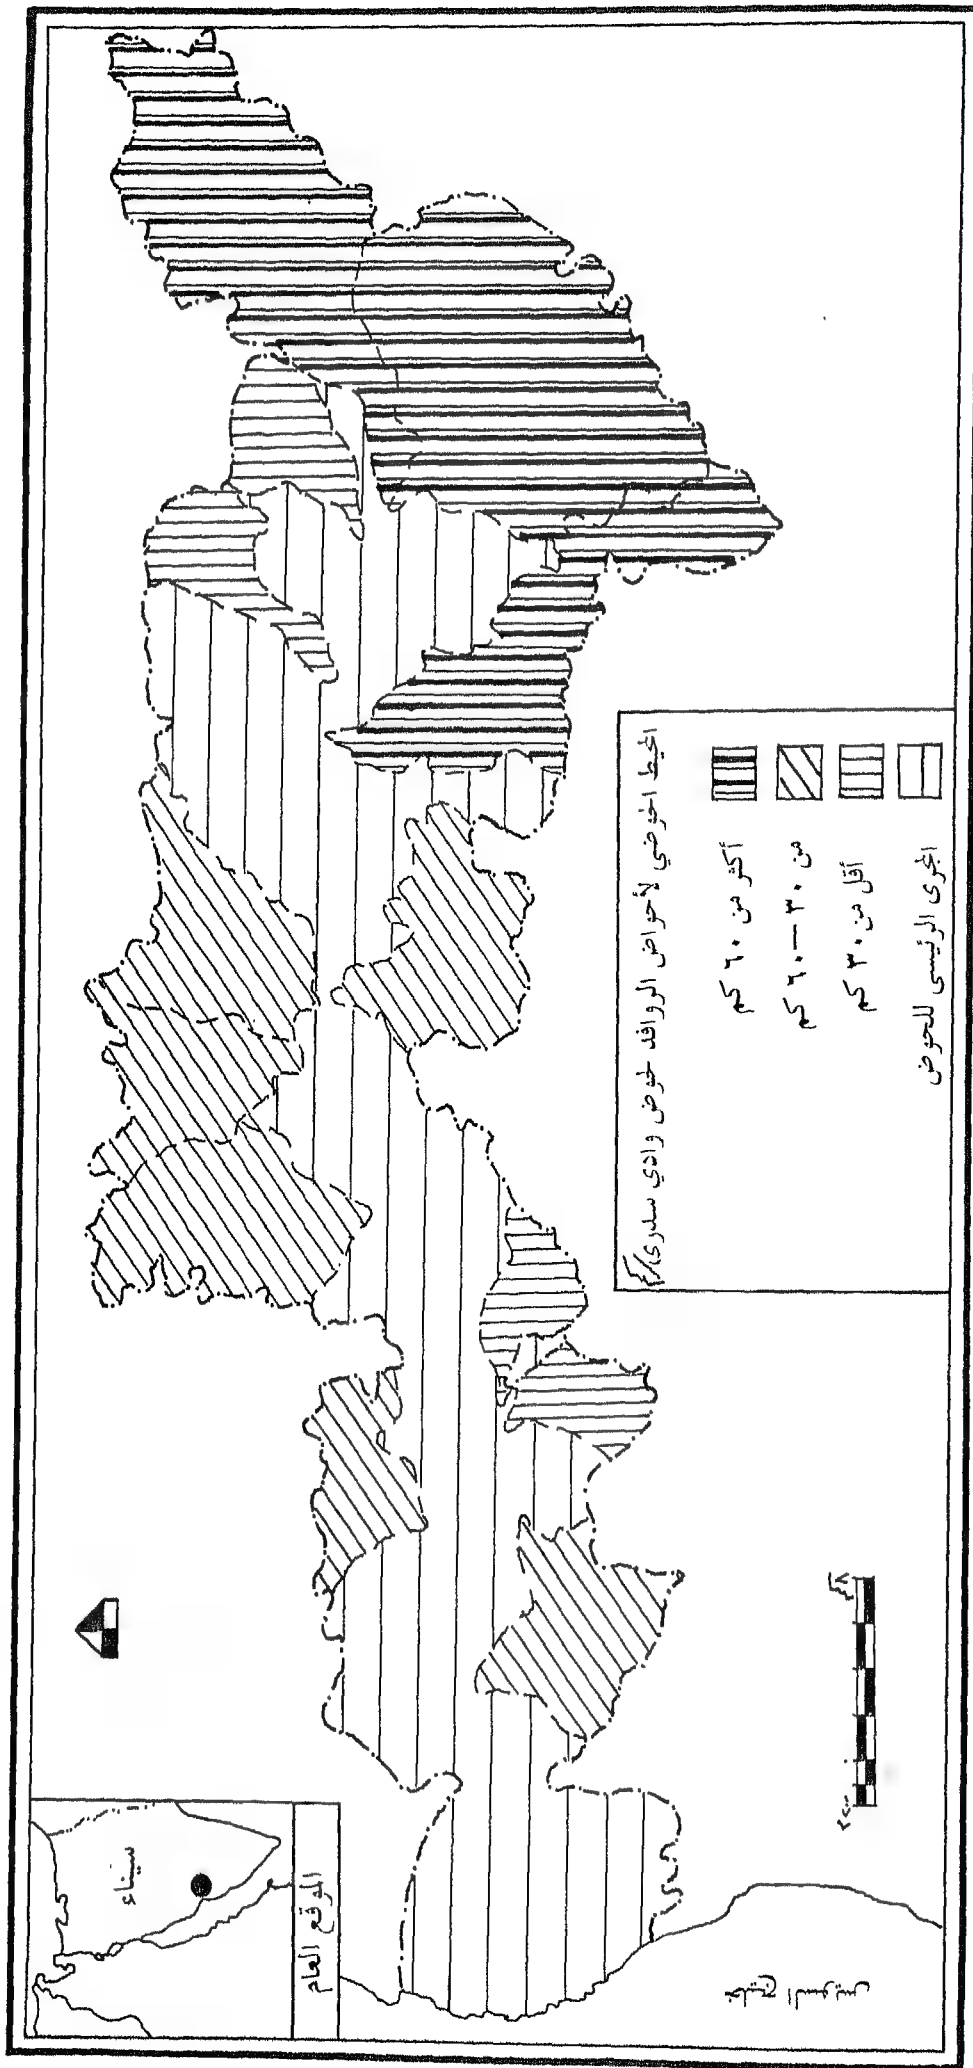 المحيط الحوضي لأحواض الروافد لحوض وادي سدري
أكثر من ٦٠ كم
من ٣٠ — ٦٠ كم
أقل من ٣٠ كم
المجرى الرئيسى للحوض
سيناء
الموقع العام
خليج السويس